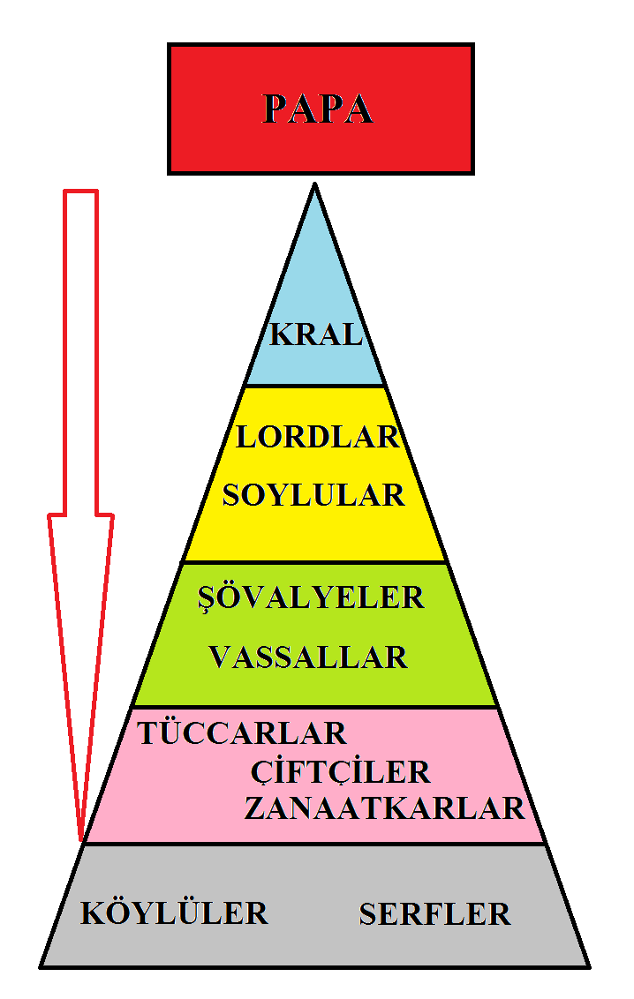 PAPA
KRAL
LORDLAR
SOYLULAR
ŞÖVALYELER
VASSALLAR
TÜCCARLAR
ÇİFTÇİLER
ZANAATKARLAR
KÖYLÜLER SERFLER